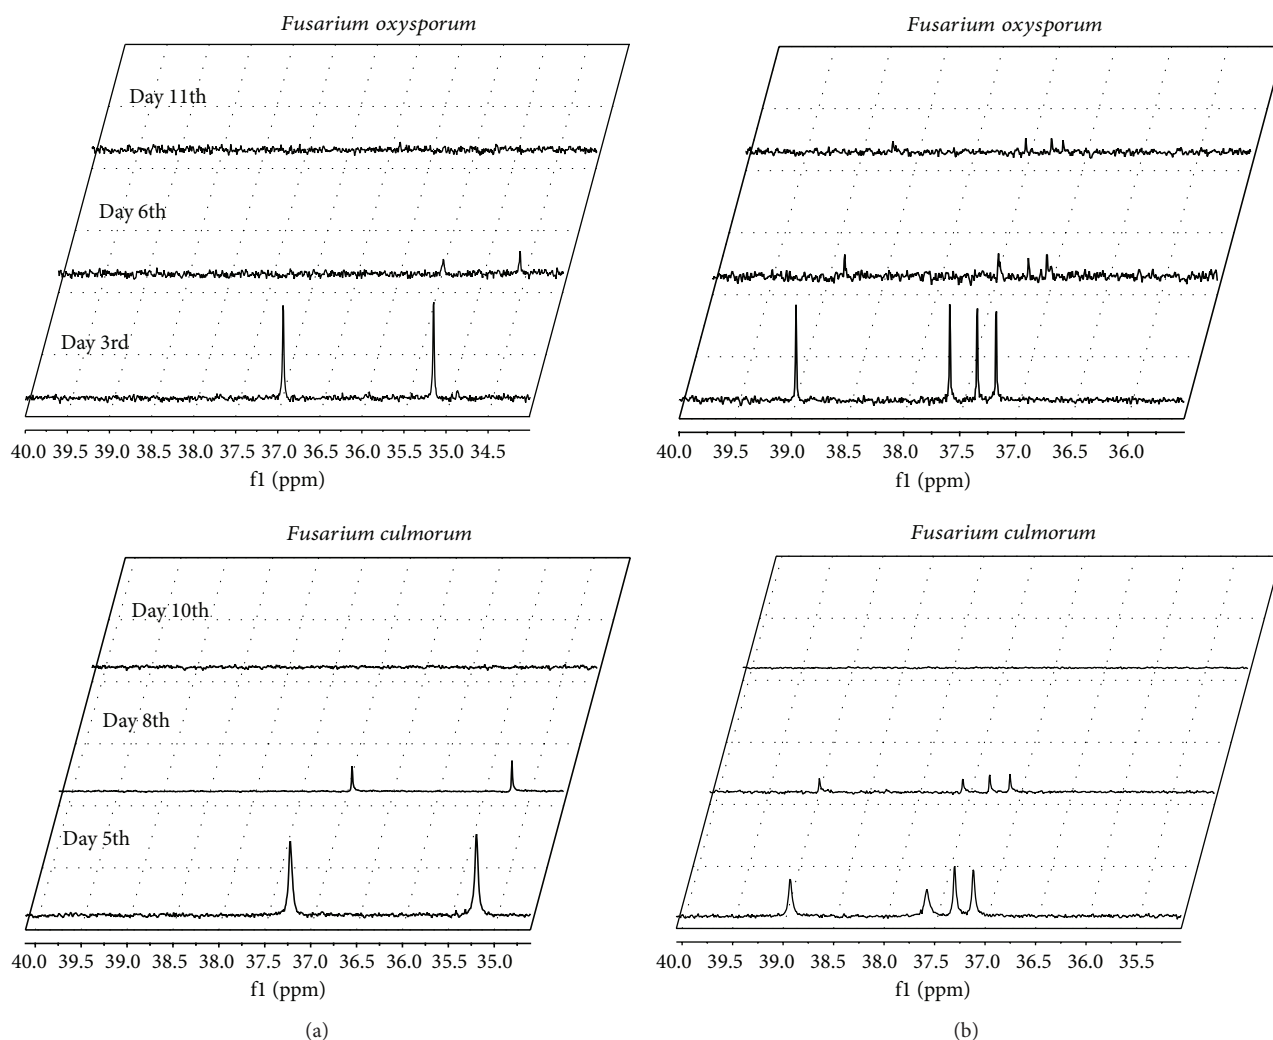 Fusarium oxysporum
Day 11th
Day 6th
Day 3rd
40.0 39.5 39.0 38.5 38.0 37.5 37.0 36.5 36.0 35.5 35.0 34.5
f1 (ppm)
Fusarium oxysporum
40.0 39.5 39.0 38.5 38.0 37.5 37.0 36.5 36.0
f1 (ppm)
Fusarium culmorum
Day 10th
Day 8th
Day 5th
40.0 39.5 39.0 38.5 38.0 37.5 37.0 36.5 36.0 35.5 35.0
f1 (ppm)
(a)
Fusarium culmorum
40.0 39.5 39.0 38.5 38.0 37.5 37.0 36.5 36.0 35.5
f1 (ppm)
(b)